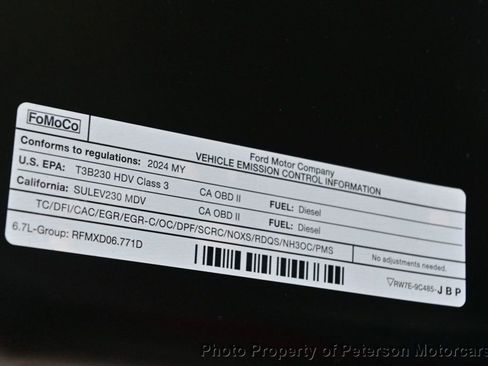 FoMoCo
Ford Motor Company
VEHICLE EMISSION CONTROL INFORMATION
Conforms to regulations: 2024 MY
U.S. EPA: T3B230 HDV Class 3 CA OBD II FUEL: Diesel
California: SULEV230 MDV CA OBD II FUEL: Diesel
TC/DFI/CAC/EGR/EGR-C/OC/DPF/SCRC/NOXS/RDQS/NH3OC/PMS
No adjustments needed.
6.7L-Group: RFMXD06.771D
RW7E-9C485-JBP
Photo Property of Peterson Motorcars